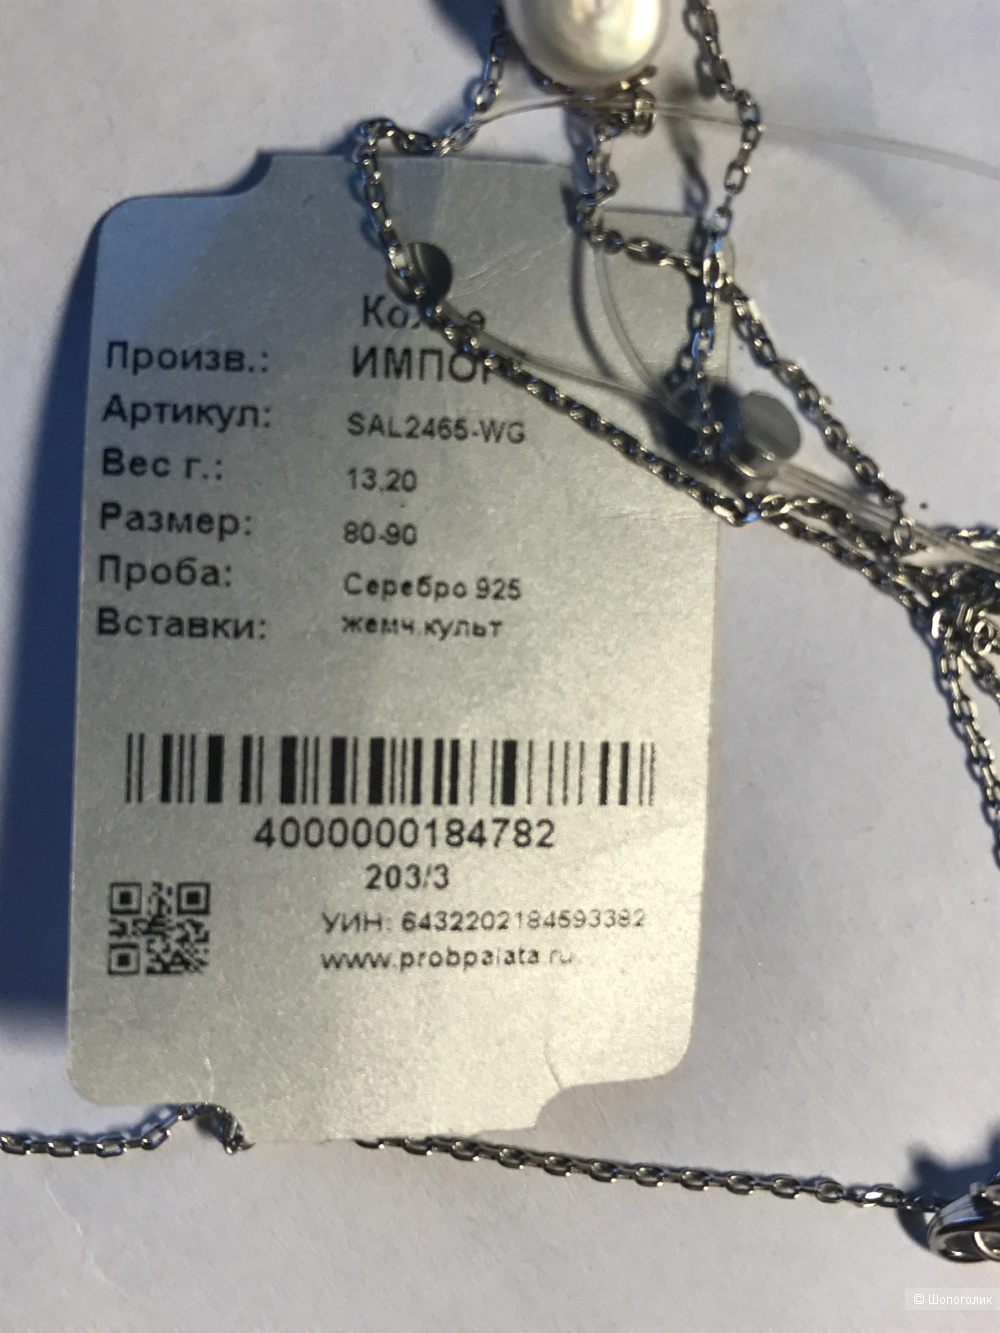 Произв.: ИМПОРТ
Артикул: SAL2465-WG
Вес г.: 13,20
Размер: 80-90
Проба: Серебро 925
Вставки: жемч.культ
4000000184782
203/3
УИН: 6432202184593382
www.probpalata.ru
© Шопоголик